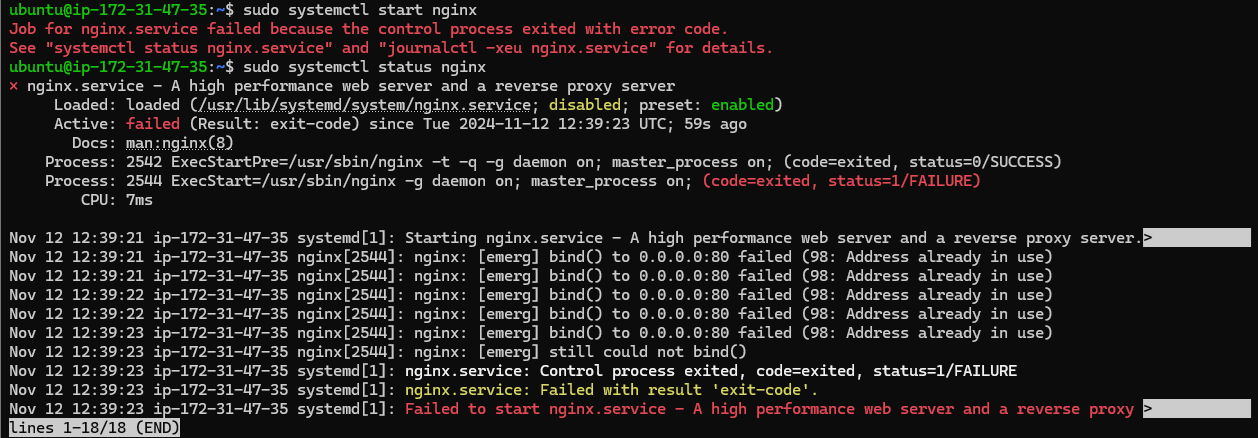 ubuntu@ip-172-31-47-35:~$ sudo systemctl start nginx
Job for nginx.service failed because the control process exited with error code.
See "systemctl status nginx.service" and "journalctl -xeu nginx.service" for details.
ubuntu@ip-172-31-47-35:~$ sudo systemctl status nginx
× nginx.service - A high performance web server and a reverse proxy server
     Loaded: loaded (/usr/lib/systemd/system/nginx.service; disabled; preset: enabled)
     Active: failed (Result: exit-code) since Tue 2024-11-12 12:39:23 UTC; 59s ago
       Docs: man:nginx(8)
    Process: 2542 ExecStartPre=/usr/sbin/nginx -t -q -g daemon on; master_process on; (code=exited, status=0/SUCCESS)
    Process: 2544 ExecStart=/usr/sbin/nginx -g daemon on; master_process on; (code=exited, status=1/FAILURE)
        CPU: 7ms

Nov 12 12:39:21 ip-172-31-47-35 systemd[1]: Starting nginx.service - A high performance web server and a reverse proxy server.>
Nov 12 12:39:21 ip-172-31-47-35 nginx[2544]: nginx: [emerg] bind() to 0.0.0.0:80 failed (98: Address already in use)
Nov 12 12:39:21 ip-172-31-47-35 nginx[2544]: nginx: [emerg] bind() to 0.0.0.0:80 failed (98: Address already in use)
Nov 12 12:39:22 ip-172-31-47-35 nginx[2544]: nginx: [emerg] bind() to 0.0.0.0:80 failed (98: Address already in use)
Nov 12 12:39:22 ip-172-31-47-35 nginx[2544]: nginx: [emerg] bind() to 0.0.0.0:80 failed (98: Address already in use)
Nov 12 12:39:23 ip-172-31-47-35 nginx[2544]: nginx: [emerg] bind() to 0.0.0.0:80 failed (98: Address already in use)
Nov 12 12:39:23 ip-172-31-47-35 nginx[2544]: nginx: [emerg] still could not bind()
Nov 12 12:39:23 ip-172-31-47-35 systemd[1]: nginx.service: Control process exited, code=exited, status=1/FAILURE
Nov 12 12:39:23 ip-172-31-47-35 systemd[1]: nginx.service: Failed with result 'exit-code'.
Nov 12 12:39:23 ip-172-31-47-35 systemd[1]: Failed to start nginx.service - A high performance web server and a reverse proxy >
lines 1-18/18 (END)